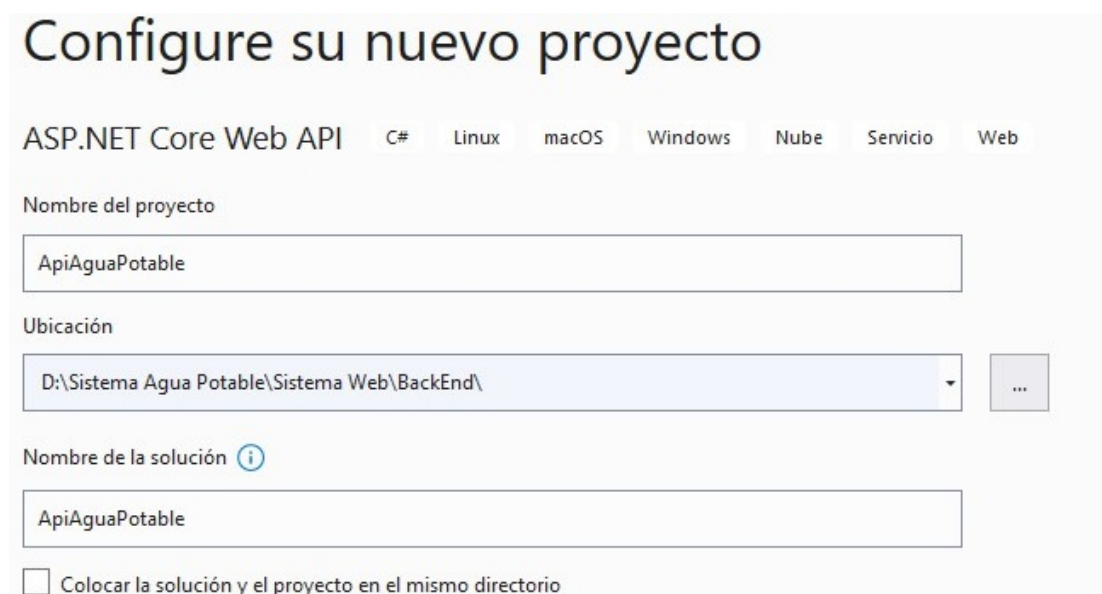 Configure su nuevo proyecto
ASP.NET Core Web API C# Linux macOS Windows Nube Servicio Web
Nombre del proyecto
ApiAguaPotable
Ubicación
D:\Sistema Agua Potable\Sistema Web\BackEnd\
...
Nombre de la solución
ApiAguaPotable
Colocar la solución y el proyecto en el mismo directorio